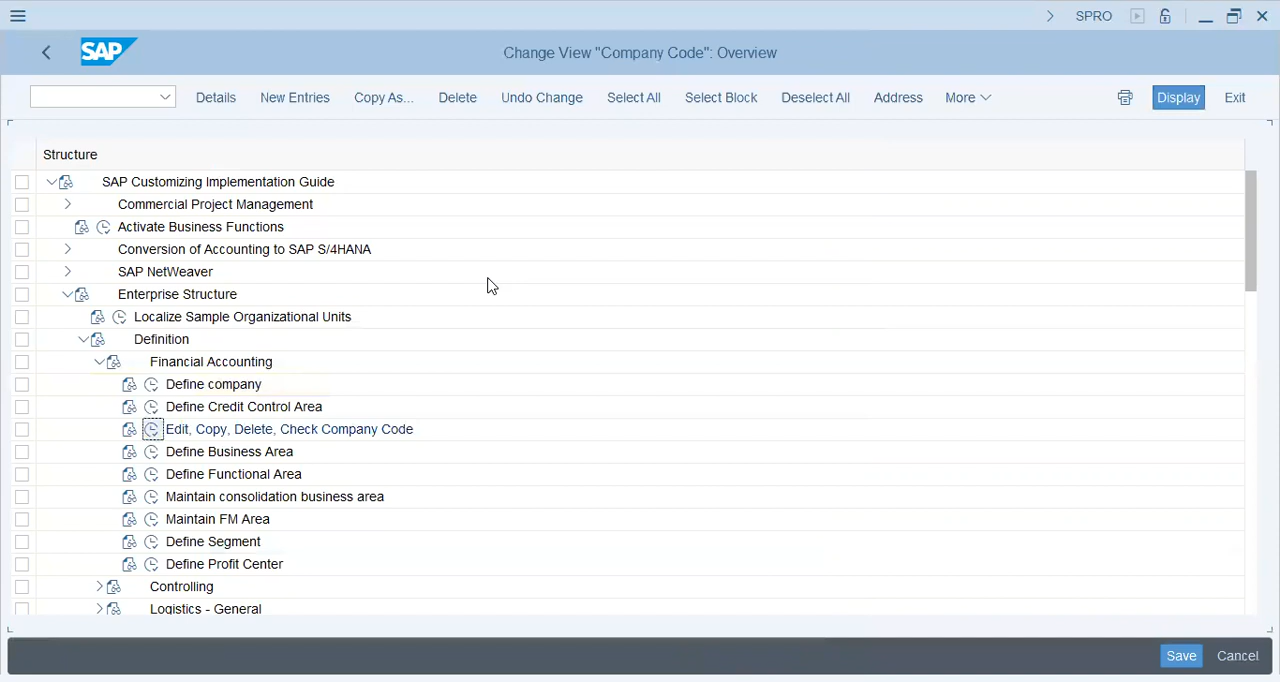 SPRO
SAP
Change View "Company Code": Overview
Details New Entries Copy As... Delete Undo Change Select All Select Block Deselect All Address More Display Exit
Structure
SAP Customizing Implementation Guide
Commercial Project Management
Activate Business Functions
Conversion of Accounting to SAP S/4HANA
SAP NetWeaver
Enterprise Structure
Localize Sample Organizational Units
Definition
Financial Accounting
Define company
Define Credit Control Area
Edit, Copy, Delete, Check Company Code
Define Business Area
Define Functional Area
Maintain consolidation business area
Maintain FM Area
Define Segment
Define Profit Center
Controlling
Logistics - General
Save Cancel